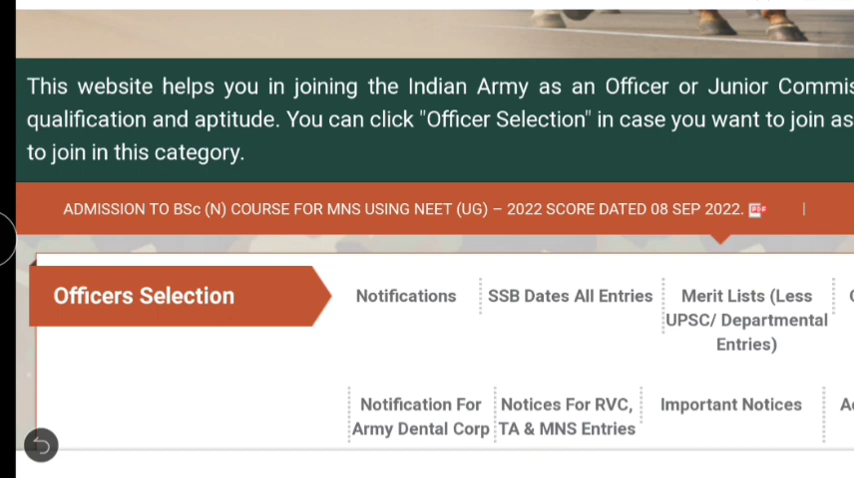 This website helps you in joining the Indian Army as an Officer or Junior
qualification and aptitude. You can click "Officer Selection" in case you want to join as
to join in this category.
ADMISSION TO BSc (N) COURSE FOR MNS USING NEET (UG) – 2022 SCORE DATED 08 SEP 2022.
Officers Selection
Notifications
SSB Dates All Entries
Merit Lists (Less
UPSC/ Departmental
Entries)
Notification For
Army Dental Corp
Notices For RVC,
TA & MNS Entries
Important Notices